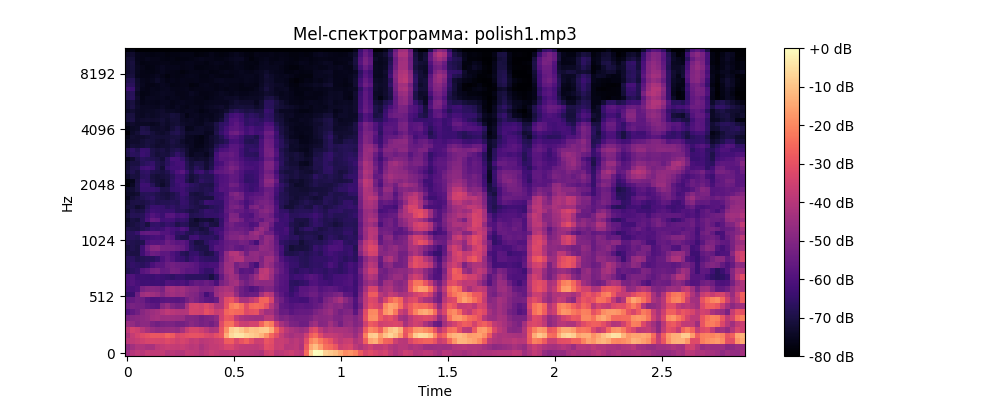 Mel-спектрограмма: polish1.mp3
Hz
8192
4096
2048
1024
512
0
0
0.5
1
1.5
2
2.5
Time
+0 dB
-10 dB
-20 dB
-30 dB
-40 dB
-50 dB
-60 dB
-70 dB
-80 dB